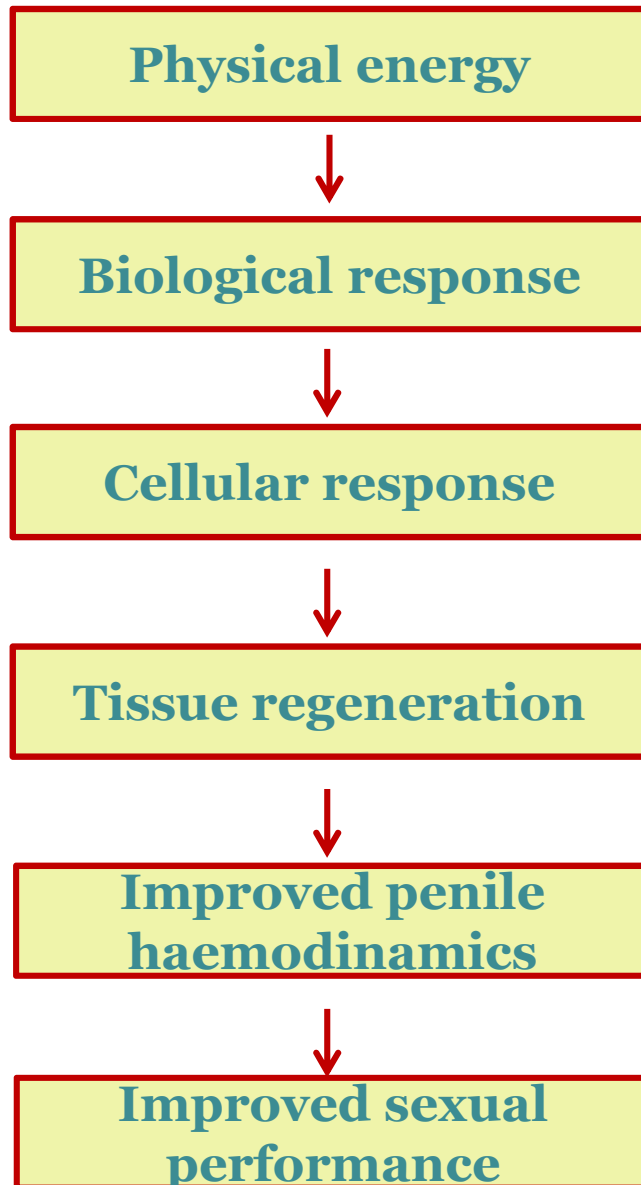 Physical energy
Biological response
Cellular response
Tissue regeneration
Improved penile
haemodinamics
Improved sexual
performance